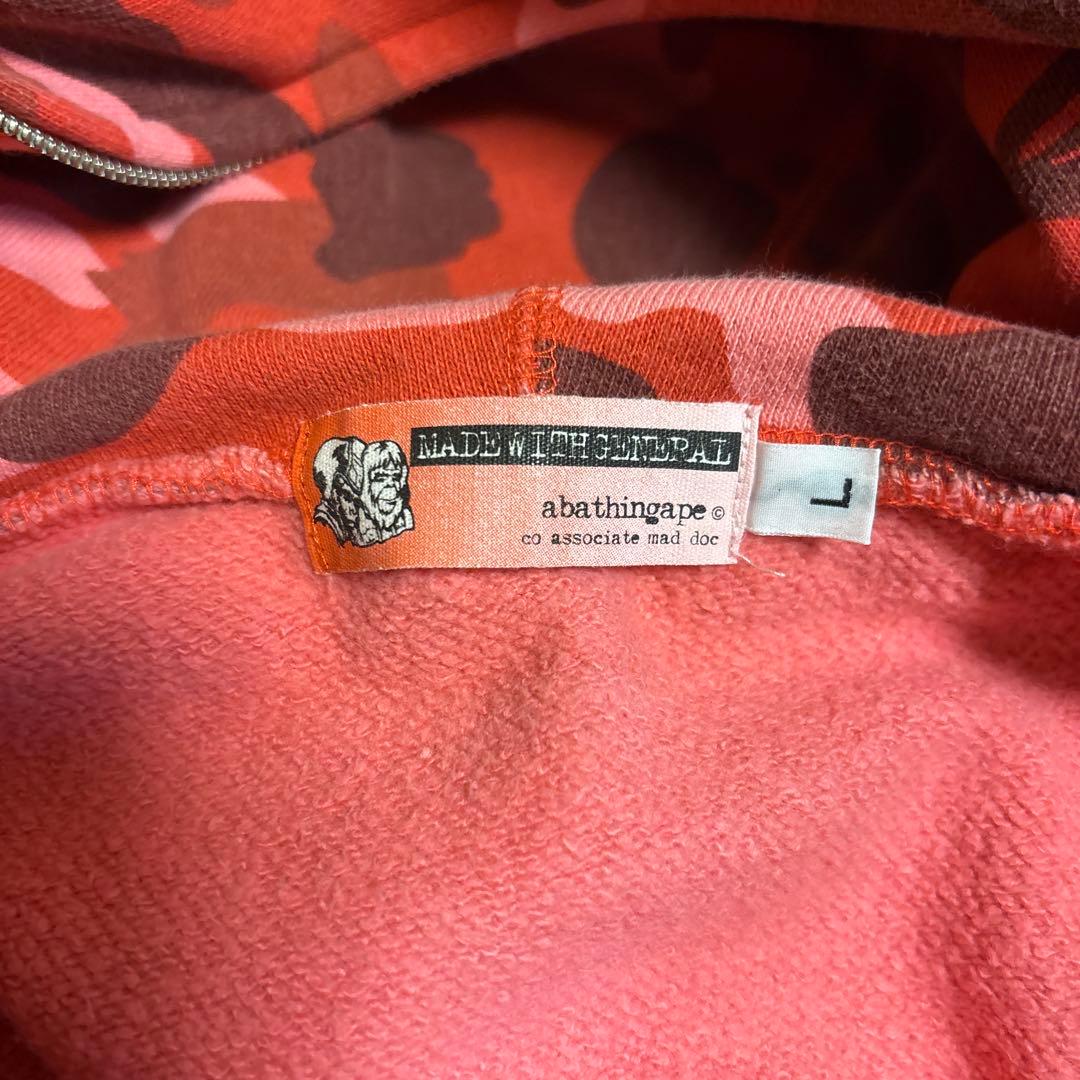 MADE WITH GENERAL
abathingape ©
co associate mad doc
L